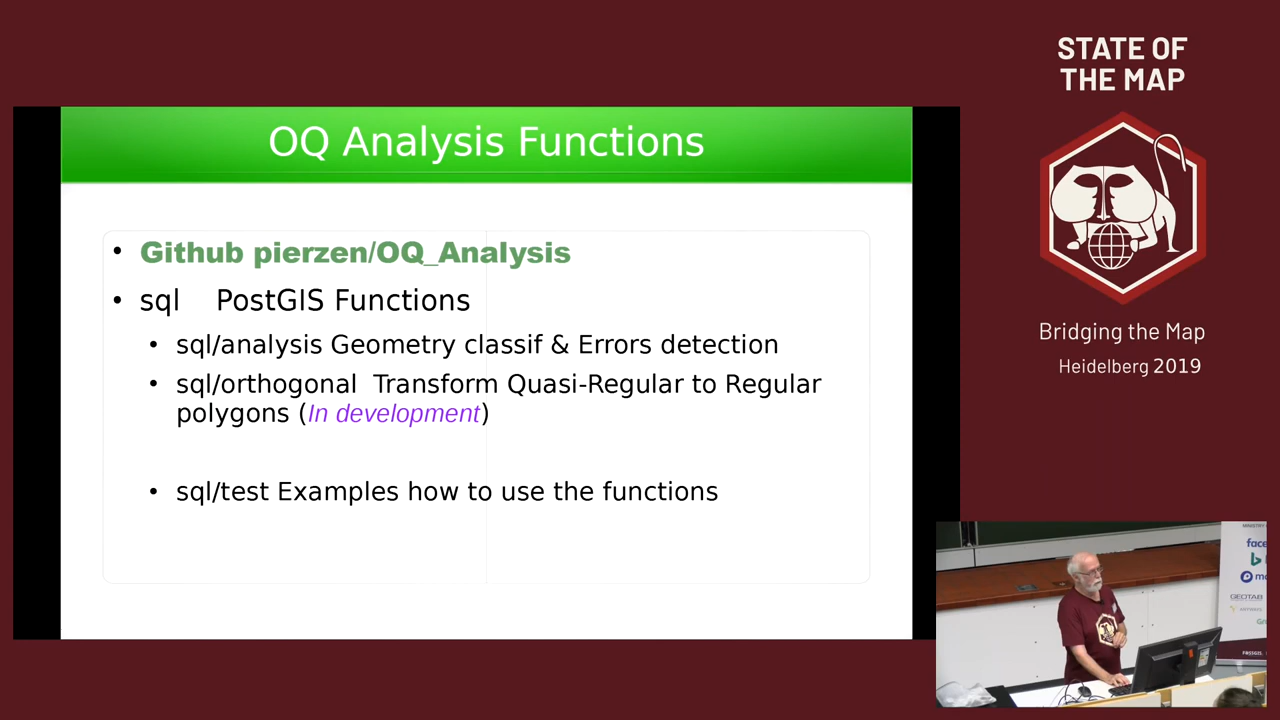 STATE OF
THE MAP
OQ Analysis Functions
• Github pierzen/OQ_Analysis
• sql PostGIS Functions
• sql/analysis Geometry classif & Errors detection
• sql/orthogonal Transform Quasi-Regular to Regular
polygons (In development)
• sql/test Examples how to use the functions
Bridging the Map
Heidelberg 2019
GEOTAB